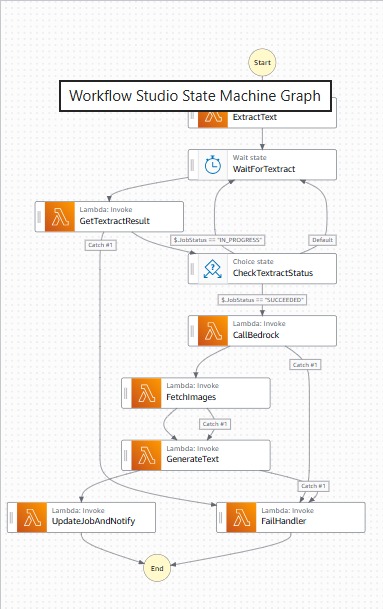 Start
Workflow Studio State Machine Graph
ExtractText
Wait state
WaitForTextract
Lambda: Invoke
GetTextractResult
Catch #1
$.JobStatus == "IN_PROGRESS"
Default
Choice state
CheckTextractStatus
$.JobStatus == "SUCCEEDED"
Lambda: Invoke
CallBedrock
Catch #1
Lambda: Invoke
FetchImages
Catch #1
Lambda: Invoke
GenerateText
Catch #1
Lambda: Invoke
UpdateJobAndNotify
Lambda: Invoke
FailHandler
End